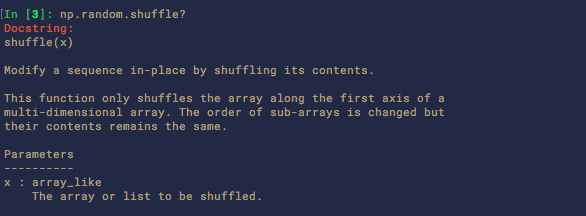 In [3]: np.random.shuffle?
Docstring:
shuffle(x)
Modify a sequence in-place by shuffling its contents.
This function only shuffles the array along the first axis of a
multi-dimensional array. The order of sub-arrays is changed but
their contents remains the same.
Parameters
----------
x : array_like
    The array or list to be shuffled.